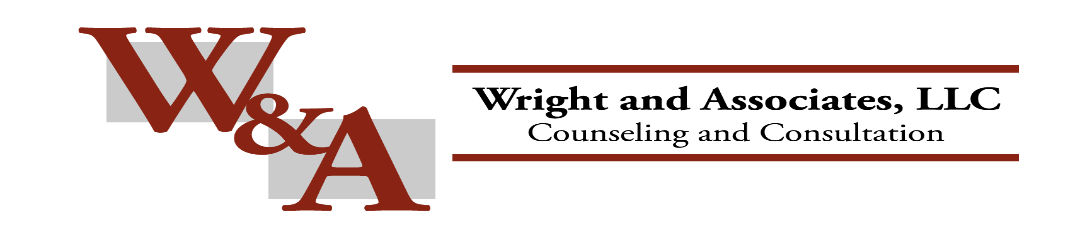 W&A
Wright and Associates, LLC
Counseling and Consultation